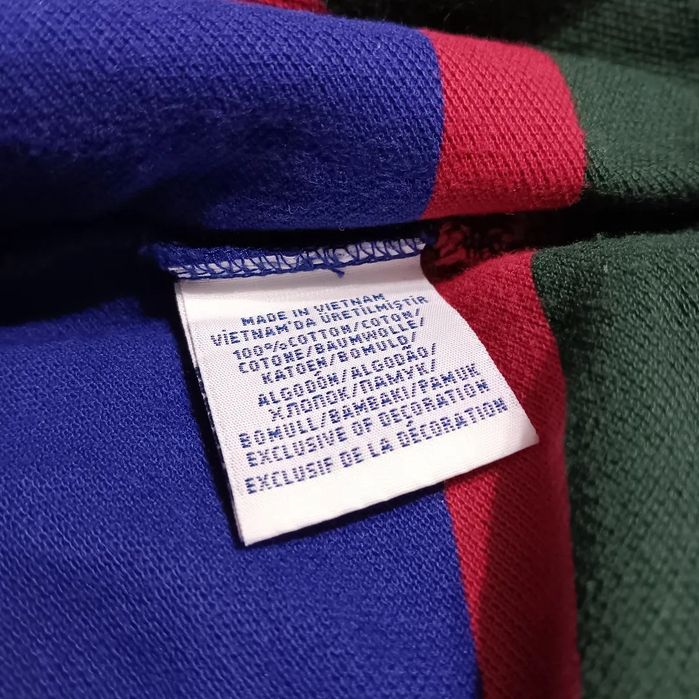 MADE IN VIETNAM
VİETNAM'DA ÜRETİLMİŞTİR
100%COTTON/COTON/
COTONE/BAUMWOLLE/
KATOEN/BOMULD/
ALGODÓN/ALGODÃO/
ХЛОПОК/ПАМУК/
BOMULL/BAMBAKI/PAMUK
EXCLUSIVE OF DECORATION
EXCLUSIF DE LA DÉCORATION